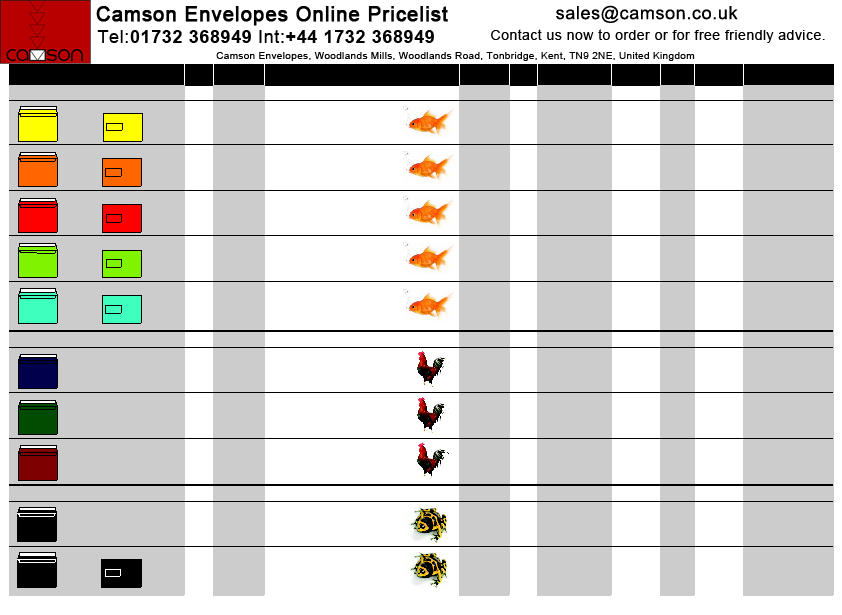 camson
Camson Envelopes Online Pricelist
Tel:01732 368949 Int:+44 1732 368949
sales@camson.co.uk
Contact us now to order or for free friendly advice.
Camson Envelopes, Woodlands Mills, Woodlands Road, Tonbridge, Kent, TN9 2NE, United Kingdom